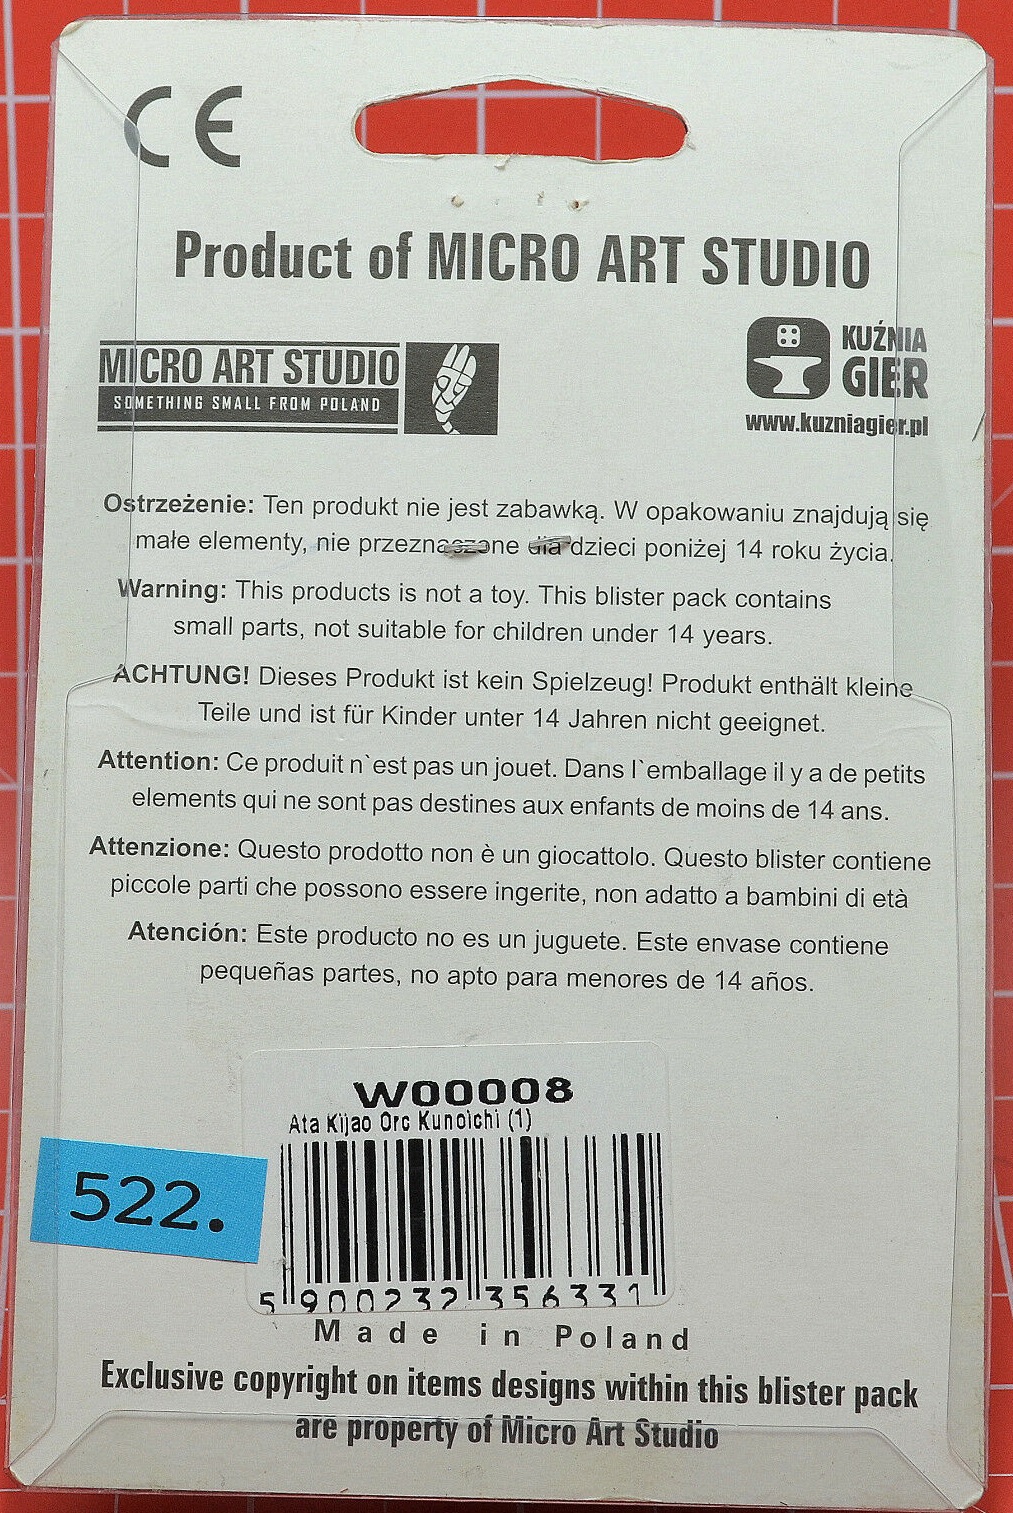 CE
Product of MICRO ART STUDIO
MICRO ART STUDIO
SOMETHING SMALL FROM POLAND
KUŹNIA
GIER
www.kuzniagier.pl
Ostrzeżenie: Ten produkt nie jest zabawką. W opakowaniu znajdują się
małe elementy, nie przeznaczone dla dzieci poniżej 14 roku życia.
Warning: This products is not a toy. This blister pack contains
small parts, not suitable for children under 14 years.
ACHTUNG! Dieses Produkt ist kein Spielzeug! Produkt enthält kleine
Teile und ist für Kinder unter 14 Jahren nicht geeignet.
Attention: Ce produit n`est pas un jouet. Dans l`emballage il y a de petits
elements qui ne sont pas destines aux enfants de moins de 14 ans.
Attenzione: Questo prodotto non è un giocattolo. Questo blister contiene
piccole parti che possono essere ingerite, non adatto a bambini di età
Atención: Este producto no es un juguete. Este envase contiene
pequeñas partes, no apto para menores de 14 años.
W00008
Ata Kijao Orc Kunoichi (1)
522.
5 900232 356331
Made in Poland
Exclusive copyright on items designs within this blister pack
are property of Micro Art Studio